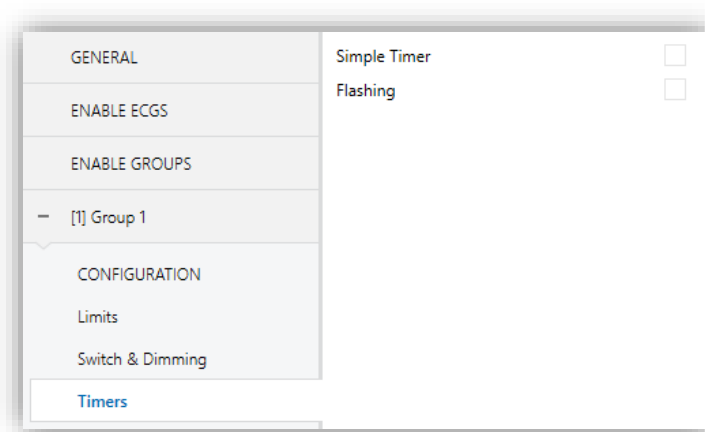 GENERAL
ENABLE ECGS
ENABLE GROUPS
[1] Group 1
CONFIGURATION
Limits
Switch & Dimming
Timers
Simple Timer
Flashing